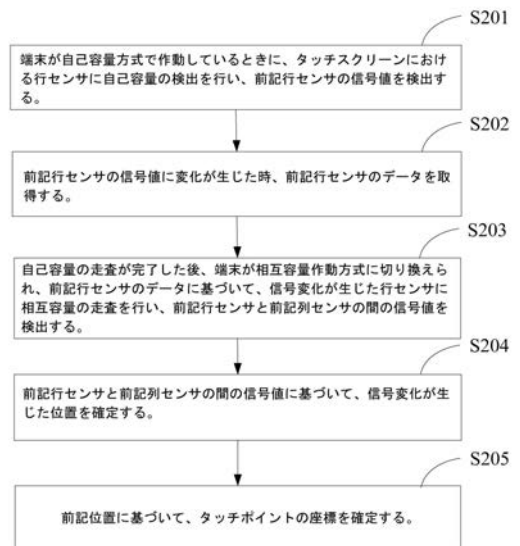 S201
端末が自己容量方式で作動しているときに、タッチスクリーンにおけ
る行センサに自己容量の検出を行い、前記行センサの信号値を検出す
る。
S202
前記行センサの信号値に変化が生じた時、前記行センサのデータを取
得する。
S203
自己容量の走査が完了した後、端末が相互容量作動方式に切り換えら
れ、前記行センサのデータに基づいて、信号変化が生じた行センサに
相互容量の走査を行い、前記行センサと前記列センサの間の信号値を
検出する。
S204
前記行センサと前記列センサの間の信号値に基づいて、信号変化が生
じた位置を確定する。
S205
前記位置に基づいて、タッチポイントの座標を確定する。